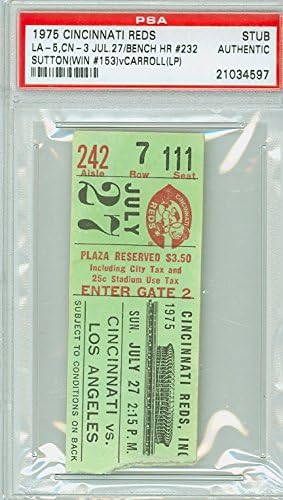 PSA
1975 CINCINNATI REDS STUB
LA-5,CN-3 JUL.27/BENCH HR #232 AUTHENTIC
SUTTON(WIN #153)vCARROLL(LP)
21034597
242 7 111
Aisle Row Seat
JULY
27
CINCINNATI
REDS
PLAZA RESERVED $3.50
Including City Tax and
25c Stadium Use Tax
ENTER GATE 2
1975 CINCINNATI REDS, INC
SUN. JULY 27 2:15 P. M.
CINCINNATI vs.
LOS ANGELES
SUBJECT TO CONDITIONS ON BACK